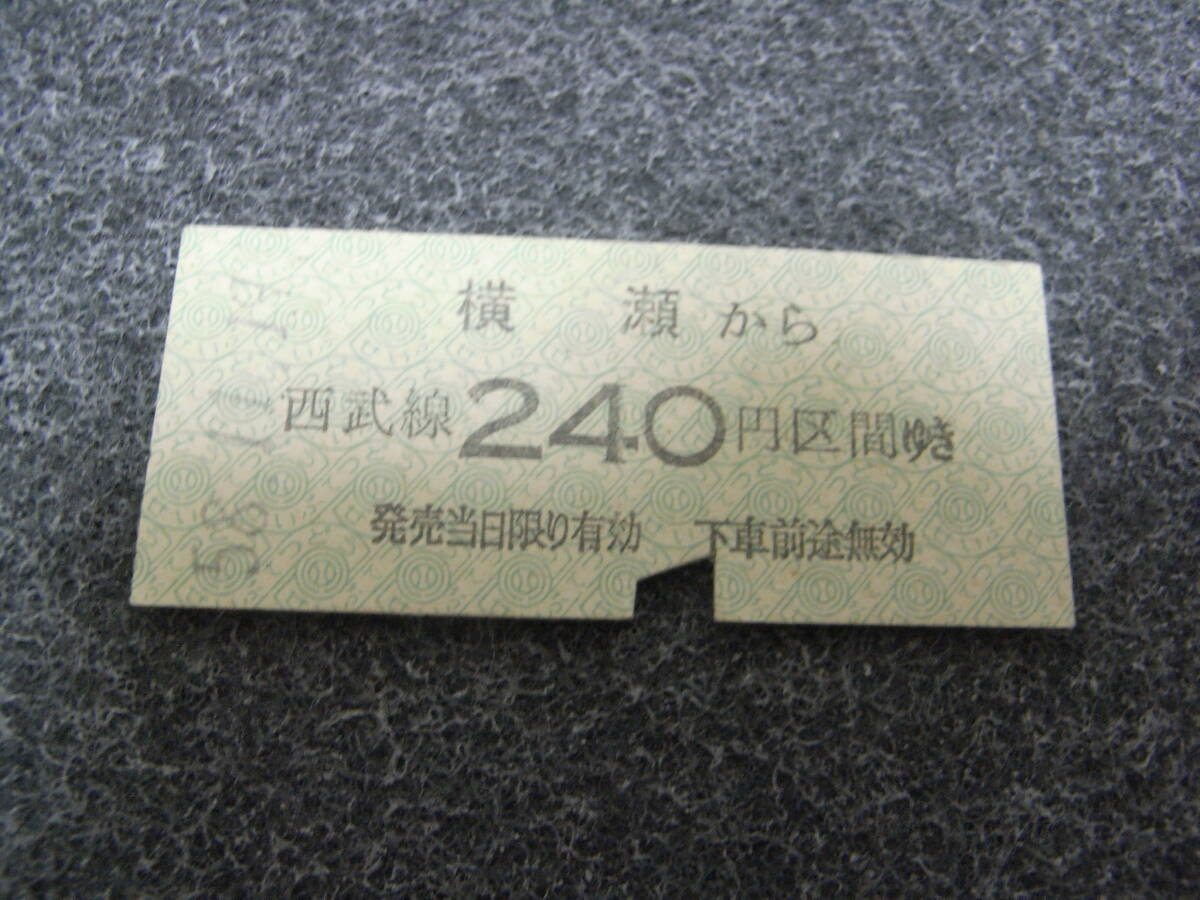 横瀬から
西武線240円区間ゆき
発売当日限り有効 下車前途無効
58.